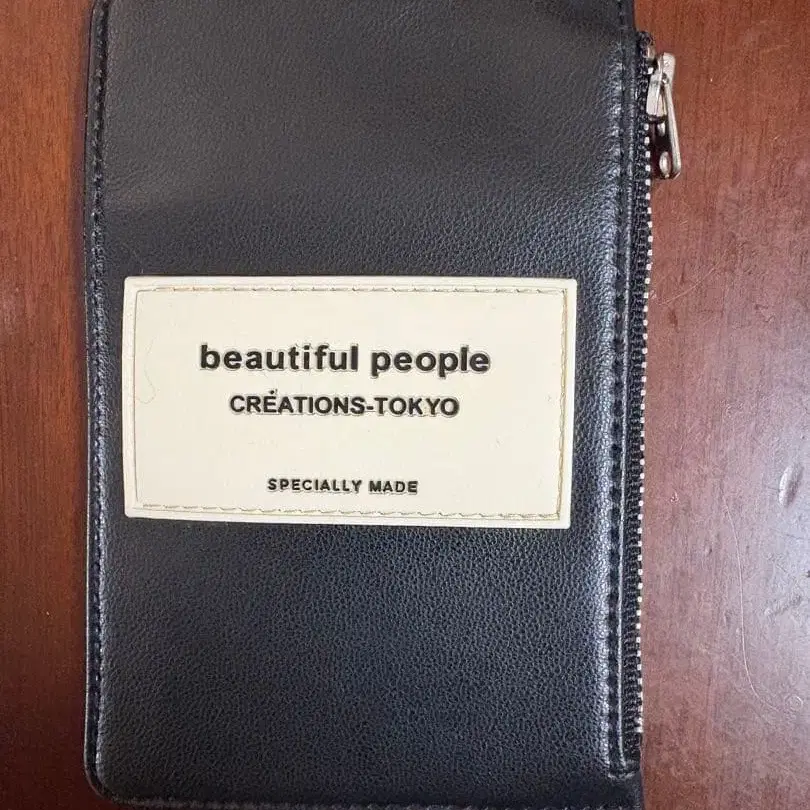 beautiful people
CRÉATIONS-TOKYO
SPECIALLY MADE